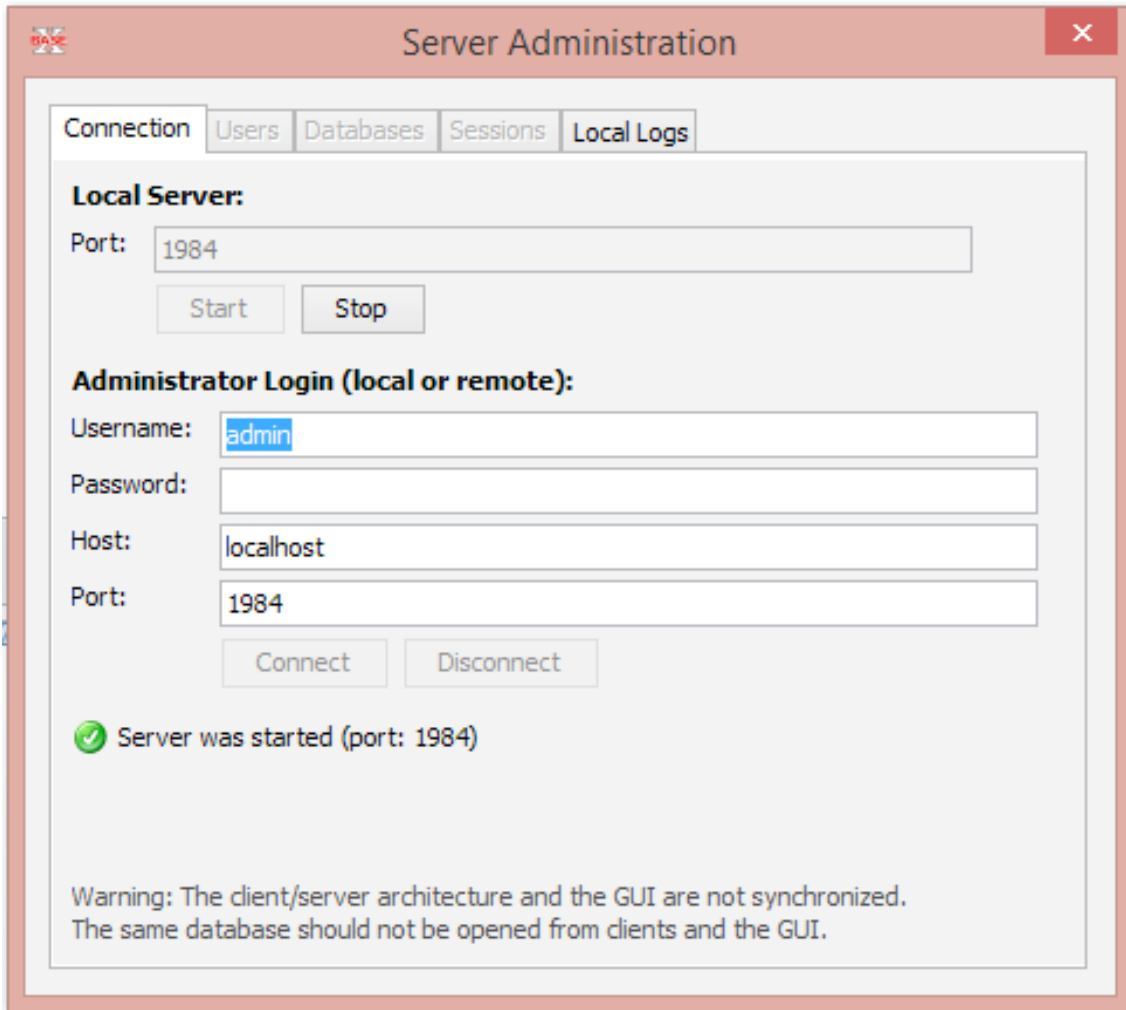 BASE X
Server Administration
Connection Users Databases Sessions Local Logs
Local Server:
Port: 1984
Start Stop
Administrator Login (local or remote):
Username: admin
Password:
Host: localhost
Port: 1984
Connect Disconnect
Server was started (port: 1984)
Warning: The client/server architecture and the GUI are not synchronized.
The same database should not be opened from clients and the GUI.